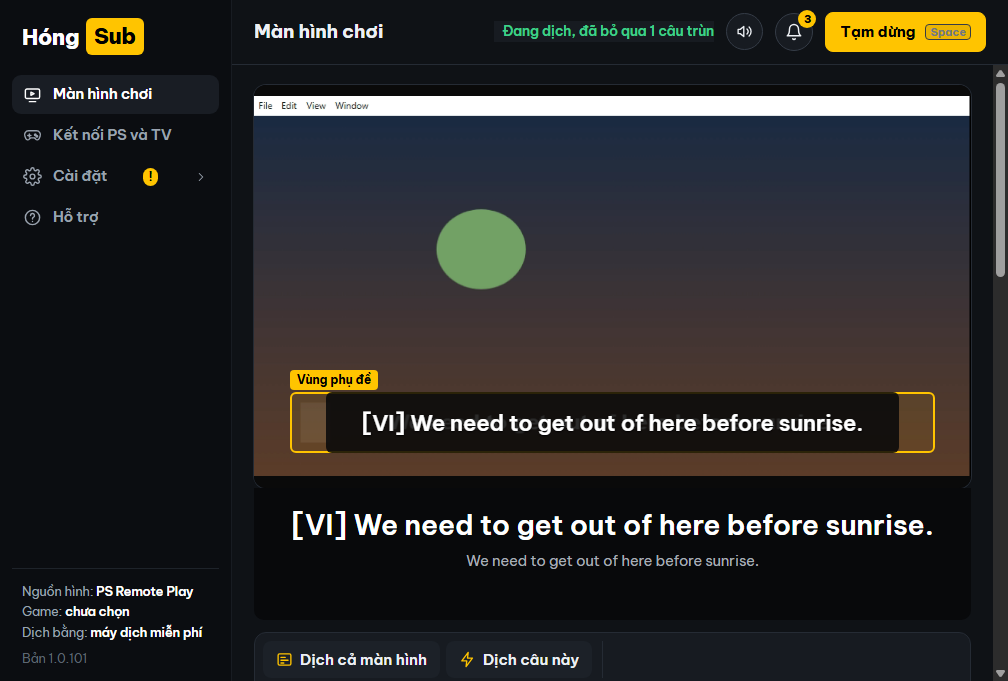 Hóng Sub
Màn hình chơi
Kết nối PS và TV
Cài đặt !
Hỗ trợ
Nguồn hình: PS Remote Play
Game: chưa chọn
Dịch bằng: máy dịch miễn phí
Bản 1.0.101
Màn hình chơi
Đang dịch, đã bỏ qua 1 câu trùn
3
Tạm dừng Space
File Edit View Window
Vùng phụ đề
[VI] We need to get out of here before sunrise.
[VI] We need to get out of here before sunrise.
We need to get out of here before sunrise.
Dịch cả màn hình
Dịch câu này